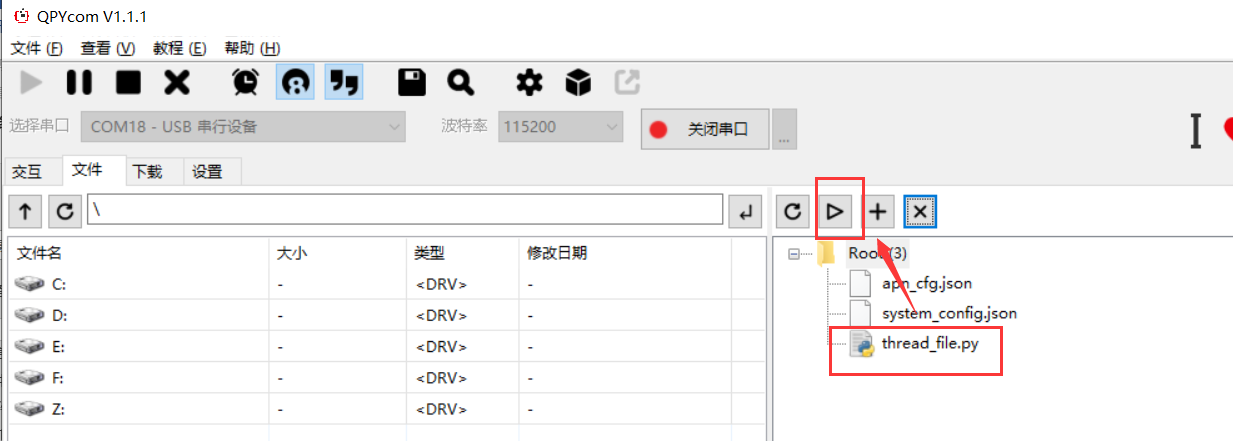 QPYcom V1.1.1
文件 (F) 查看 (V) 教程 (E) 帮助 (H)
选择串口 COM18 - USB 串行设备 波特率 115200 关闭串口 ...
交互 文件 下载 设置
\
文件名 大小 类型 修改日期
C: - <DRV> -
D: - <DRV> -
E: - <DRV> -
F: - <DRV> -
Z: - <DRV> -
Root(3)
apn_cfg.json
system_config.json
thread_file.py